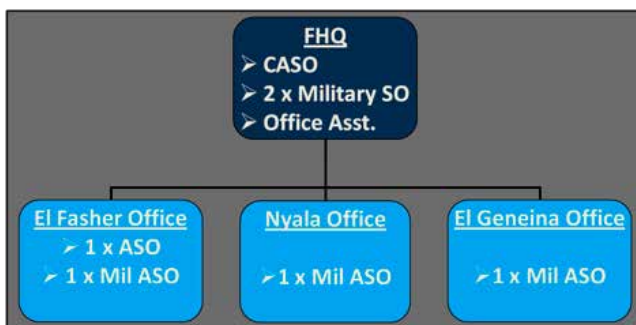 FHQ
➢ CASO
➢ 2 x Military SO
➢ Office Asst.
El Fasher Office
➢ 1 x ASO
➢ 1 x Mil ASO
Nyala Office
➢ 1 x Mil ASO
El Geneina Office
➢ 1 x Mil ASO